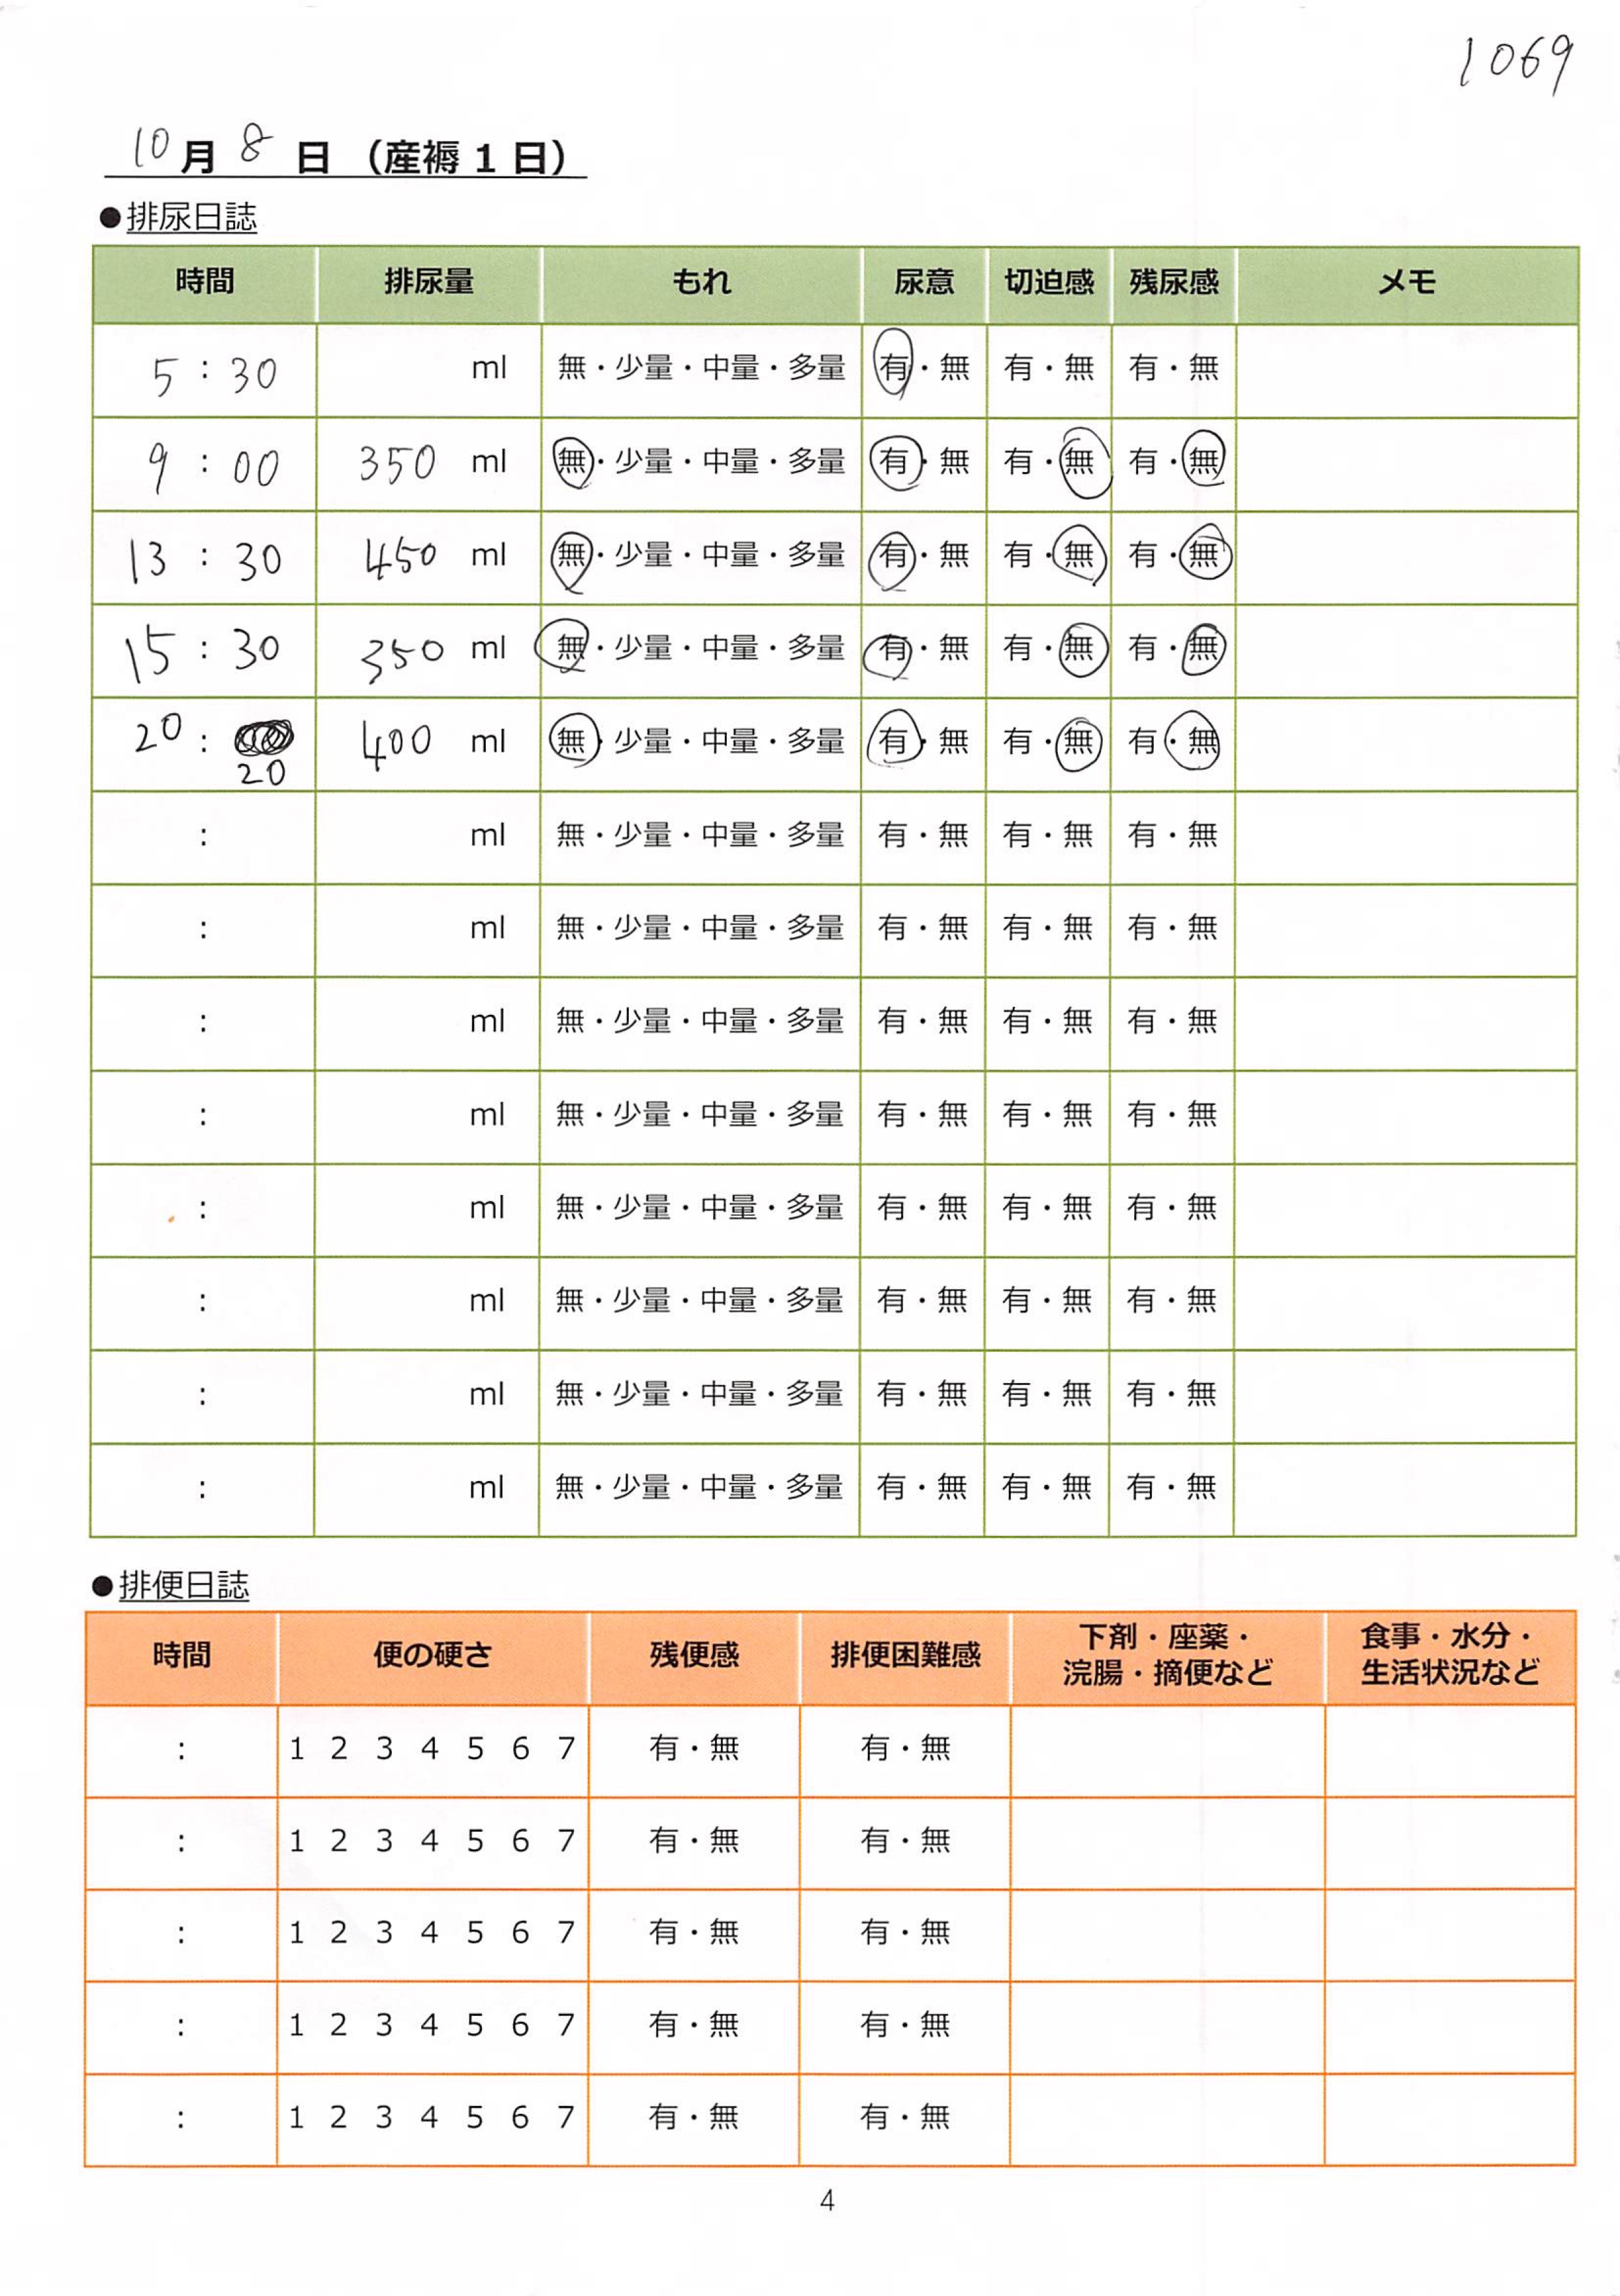 1069
10月8日（産褥1日）
●排尿日誌
時間 排尿量 もれ 尿意 切迫感 残尿感 メモ
5:30 ml 無・少量・中量・多量 有・無 有・無 有・無
9:00 350 ml 無・少量・中量・多量 有・無 有・無 有・無
13:30 450 ml 無・少量・中量・多量 有・無 有・無 有・無
15:30 350 ml 無・少量・中量・多量 有・無 有・無 有・無
20: 400 ml 無・少量・中量・多量 有・無 有・無 有・無
20
: ml 無・少量・中量・多量 有・無 有・無 有・無
: ml 無・少量・中量・多量 有・無 有・無 有・無
: ml 無・少量・中量・多量 有・無 有・無 有・無
: ml 無・少量・中量・多量 有・無 有・無 有・無
: ml 無・少量・中量・多量 有・無 有・無 有・無
: ml 無・少量・中量・多量 有・無 有・無 有・無
: ml 無・少量・中量・多量 有・無 有・無 有・無
: ml 無・少量・中量・多量 有・無 有・無 有・無
●排便日誌
時間 便の硬さ 残便感 排便困難感 下剤・座薬・ 食事・水分・
浣腸・摘便など 生活状況など
: 1 2 3 4 5 6 7 有・無 有・無
: 1 2 3 4 5 6 7 有・無 有・無
: 1 2 3 4 5 6 7 有・無 有・無
: 1 2 3 4 5 6 7 有・無 有・無
: 1 2 3 4 5 6 7 有・無 有・無
4